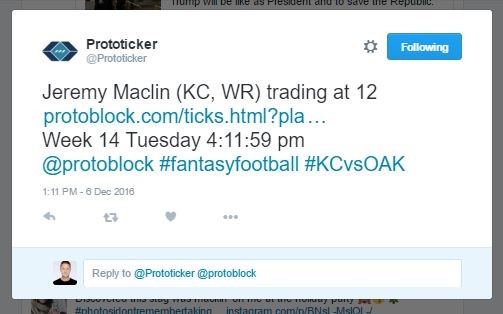 Trump will be like as President and to save the Republic.
Prototicker
@Prototicker
Following
Jeremy Maclin (KC, WR) trading at 12
protoblock.com/ticks.html?pla…
Week 14 Tuesday 4:11:59 pm
@protoblock #fantasyfootball #KCvsOAK
1:11 PM - 6 Dec 2016
Reply to @Prototicker @protoblock
Discovered this stag was mackin' on me at the holiday party
#photosidontremembertaking instagram.com/p/BNsL-MsjOL-/